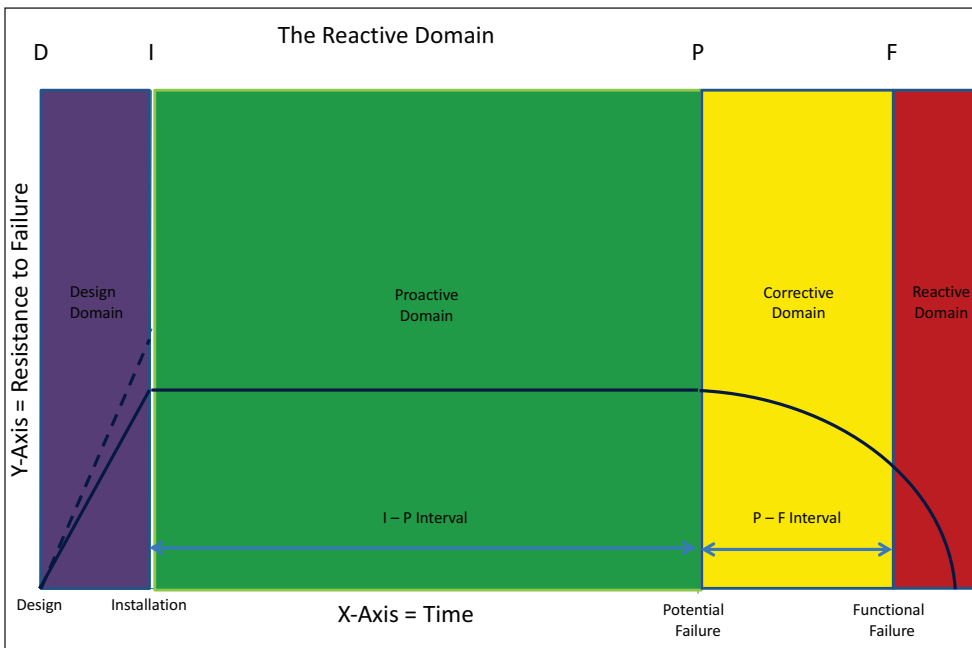 The Reactive Domain
D
I
P
F
Y-Axis = Resistance to Failure
Design
Domain
Proactive
Domain
Corrective
Domain
Reactive
Domain
I – P Interval
P – F Interval
Design
Installation
X-Axis = Time
Potential
Failure
Functional
Failure